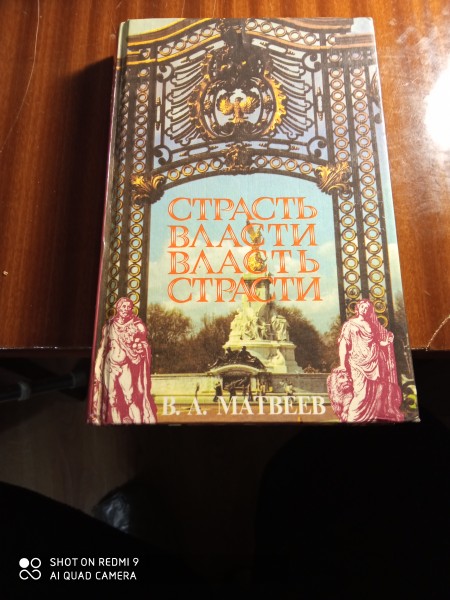 СТРАСТЬ
ВЛАСТИ
ВЛАСТЬ
СТРАСТИ
В. А. МАТВЕЕВ
SHOT ON REDMI 9
AI QUAD CAMERA